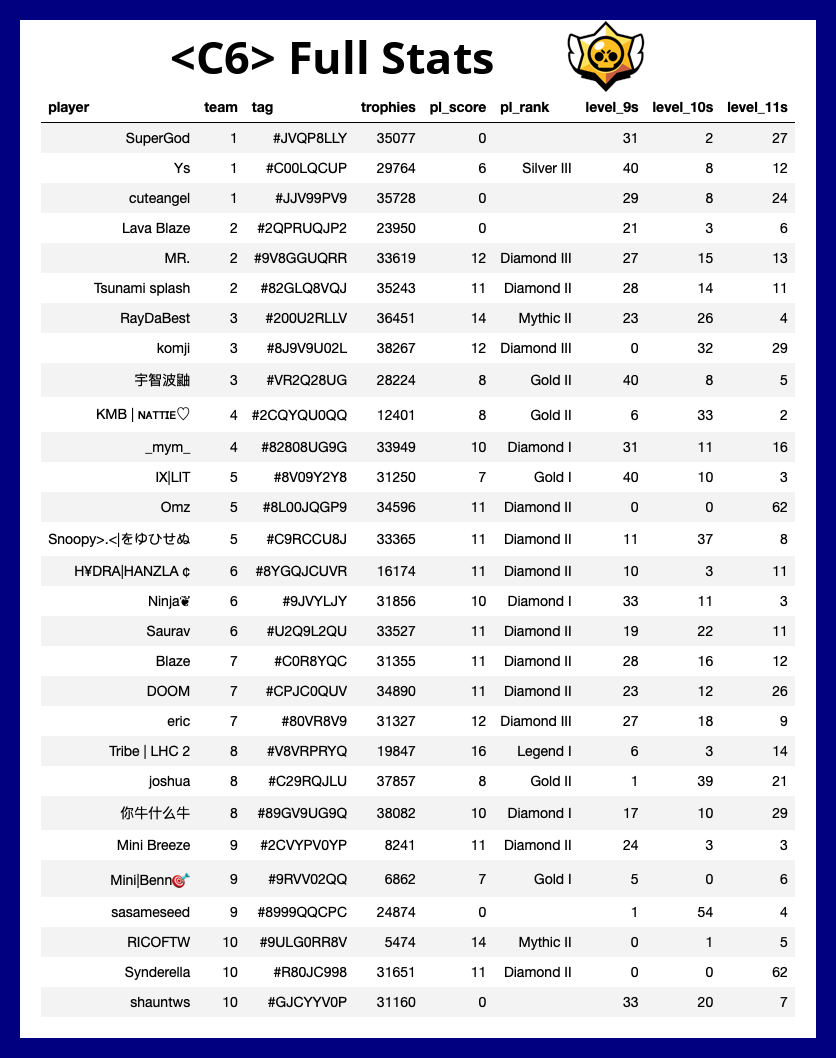 <C6> Full Stats
player team tag trophies pl_score pl_rank level_9s level_10s level_11s
SuperGod 1 #JVQP8LLY 35077 0 31 2 27
Ys 1 #C00LQCUP 29764 6 Silver III 40 8 12
cuteangel 1 #JJV99PV9 35728 0 29 8 24
Lava Blaze 2 #2QPRUQJP2 23950 0 21 3 6
MR. 2 #9V8GGUQRR 33619 12 Diamond III 27 15 13
Tsunami splash 2 #82GLQ8VQJ 35243 11 Diamond II 28 14 11
RayDaBest 3 #200U2RLLV 36451 14 Mythic II 23 26 4
komji 3 #8J9V9U02L 38267 12 Diamond III 0 32 29
宇智波鼬 3 #VR2Q28UG 28224 8 Gold II 40 8 5
KMB | ɴᴀᴛᴛɪᴇ♡ 4 #2CQYQU0QQ 12401 8 Gold II 6 33 2
_mym_ 4 #82808UG9G 33949 10 Diamond I 31 11 16
IX|LIT 5 #8V09Y2Y8 31250 7 Gold I 40 10 3
Omz 5 #8L00JQGP9 34596 11 Diamond II 0 0 62
Snoopy>.<|をゆひせぬ 5 #C9RCCU8J 33365 11 Diamond II 11 37 8
H¥DRA|HANZLA ¢ 6 #8YGQJCUVR 16174 11 Diamond II 10 3 11
Ninja❦ 6 #9JVYLJY 31856 10 Diamond I 33 11 3
Saurav 6 #U2Q9L2QU 33527 11 Diamond II 19 22 11
Blaze 7 #C0R8YQC 31355 11 Diamond II 28 16 12
DOOM 7 #CPJC0QUV 34890 11 Diamond II 23 12 26
eric 7 #80VR8V9 31327 12 Diamond III 27 18 9
Tribe | LHC 2 8 #V8VRPRYQ 19847 16 Legend I 6 3 14
joshua 8 #C29RQJLU 37857 8 Gold II 1 39 21
你牛什么牛 8 #89GV9UG9Q 38082 10 Diamond I 17 10 29
Mini Breeze 9 #2CVYPV0YP 8241 11 Diamond II 24 3 3
Mini|Benn🎯 9 #9RVV02QQ 6862 7 Gold I 5 0 6
sasameseed 9 #8999QQCPC 24874 0 1 54 4
RICOFTW 10 #9ULG0RR8V 5474 14 Mythic II 0 1 5
Synderella 10 #R80JC998 31651 11 Diamond II 0 0 62
shauntws 10 #GJCYYV0P 31160 0 33 20 7